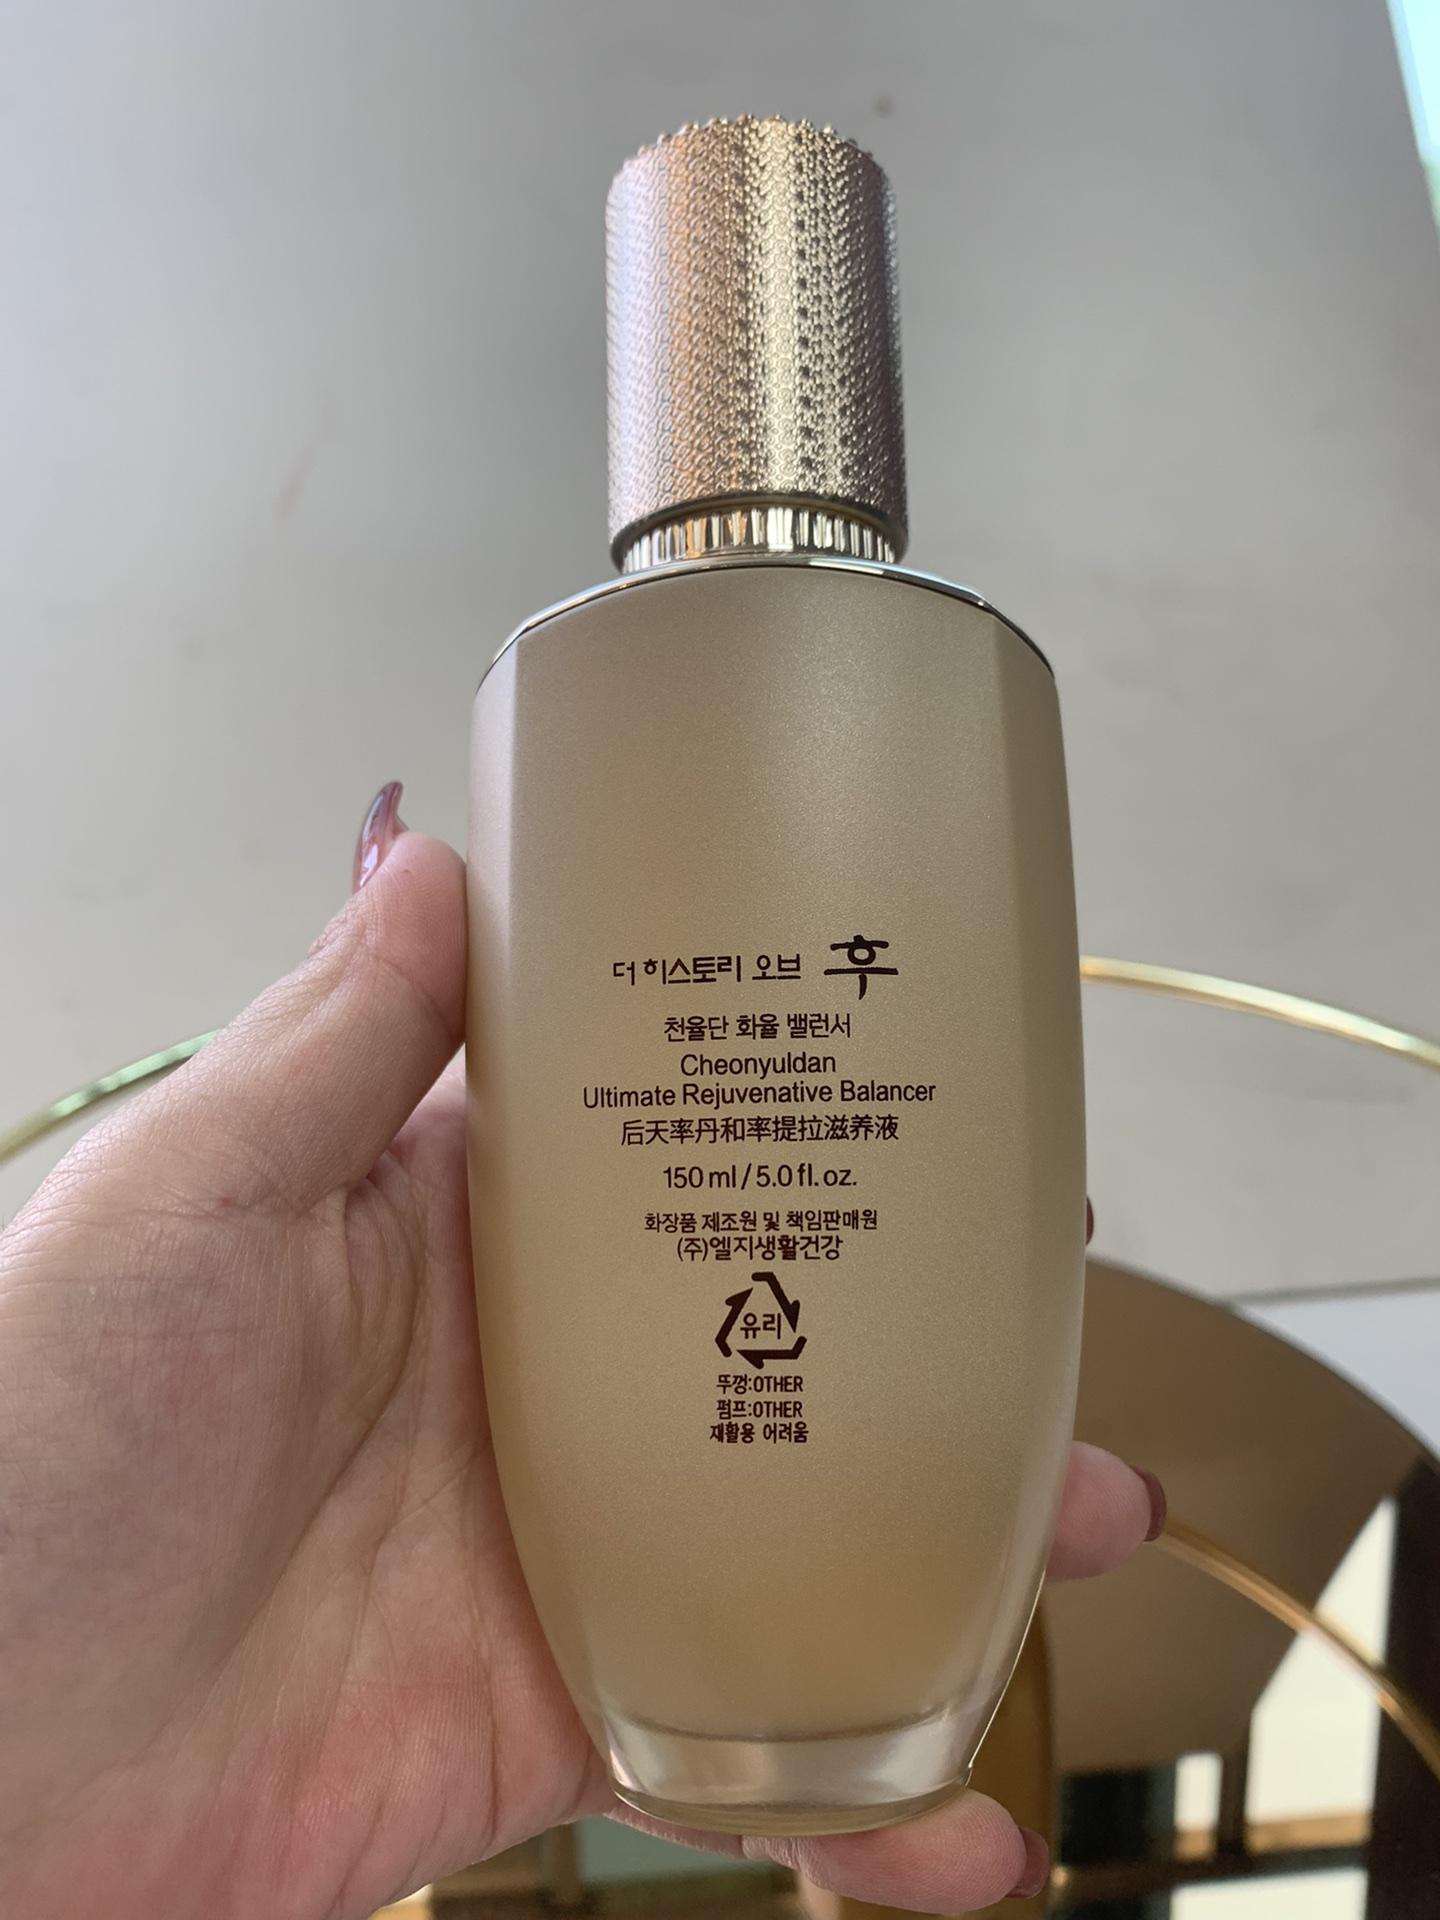 더 히스토리 오브 후
천율단 화율 밸런서
Cheonyuldan
Ultimate Rejuvenative Balancer
后天率丹和率提拉滋养液
150 ml / 5.0 fl. oz.
화장품 제조원 및 책임판매원
(주)엘지생활건강
유리
뚜껑:OTHER
펌프:OTHER
재활용 어려움